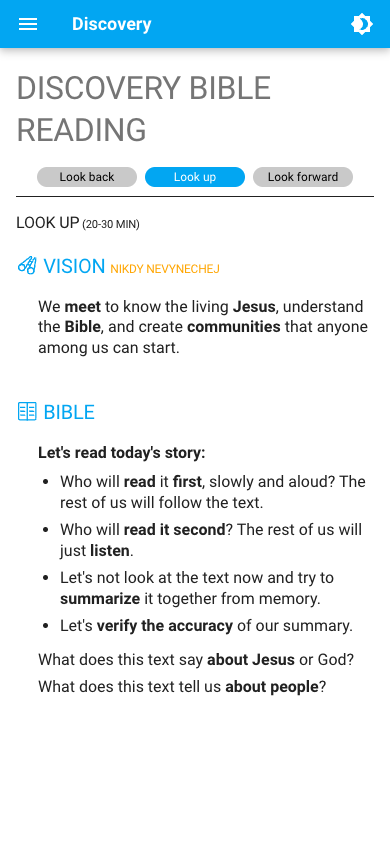 Discovery
DISCOVERY BIBLE
READING
Look back
Look up
Look forward
LOOK UP (20-30 MIN)
VISION NIKDY NEVYNECHEJ
We meet to know the living Jesus, understand
the Bible, and create communities that anyone
among us can start.
BIBLE
Let's read today's story:
• Who will read it first, slowly and aloud? The
rest of us will follow the text.
• Who will read it second? The rest of us will
just listen.
• Let's not look at the text now and try to
summarize it together from memory.
• Let's verify the accuracy of our summary.
What does this text say about Jesus or God?
What does this text tell us about people?